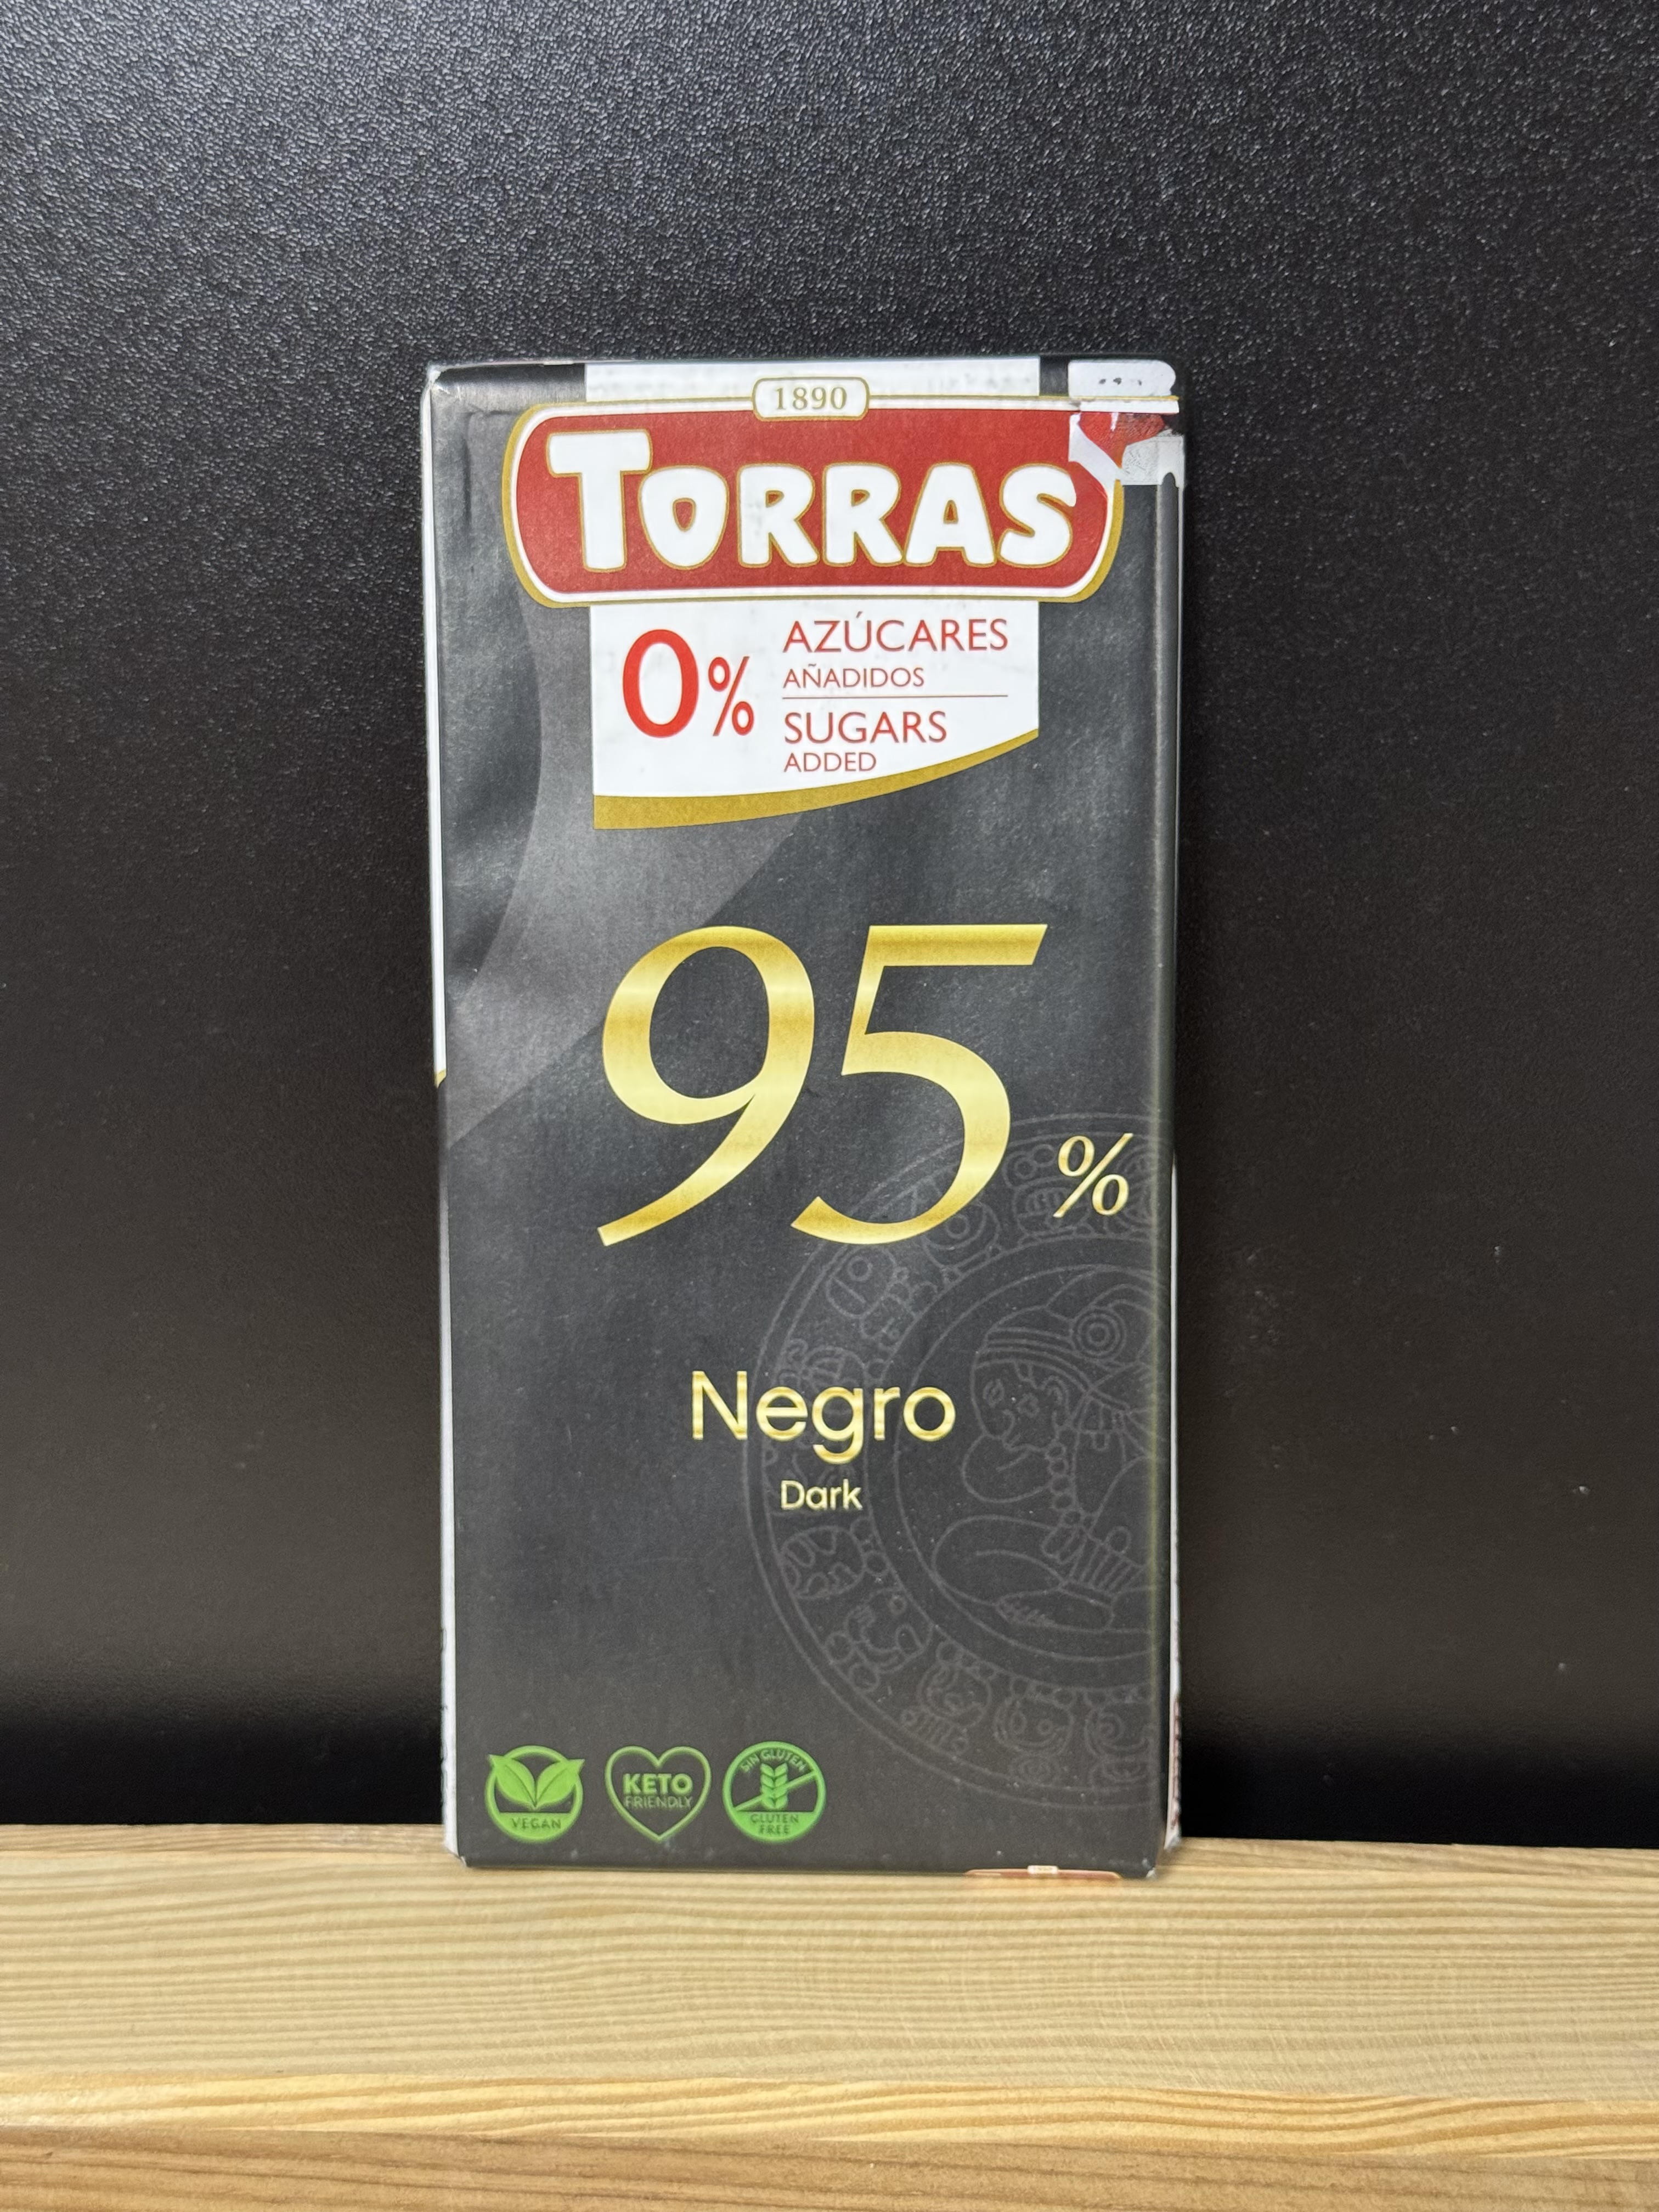 1890
TORRAS
0%
AZÚCARES
AÑADIDOS
SUGARS
ADDED
95%
Negro
Dark
VEGAN
KETO
FRIENDLY
SIN GLUTEN
GLUTEN
FREE